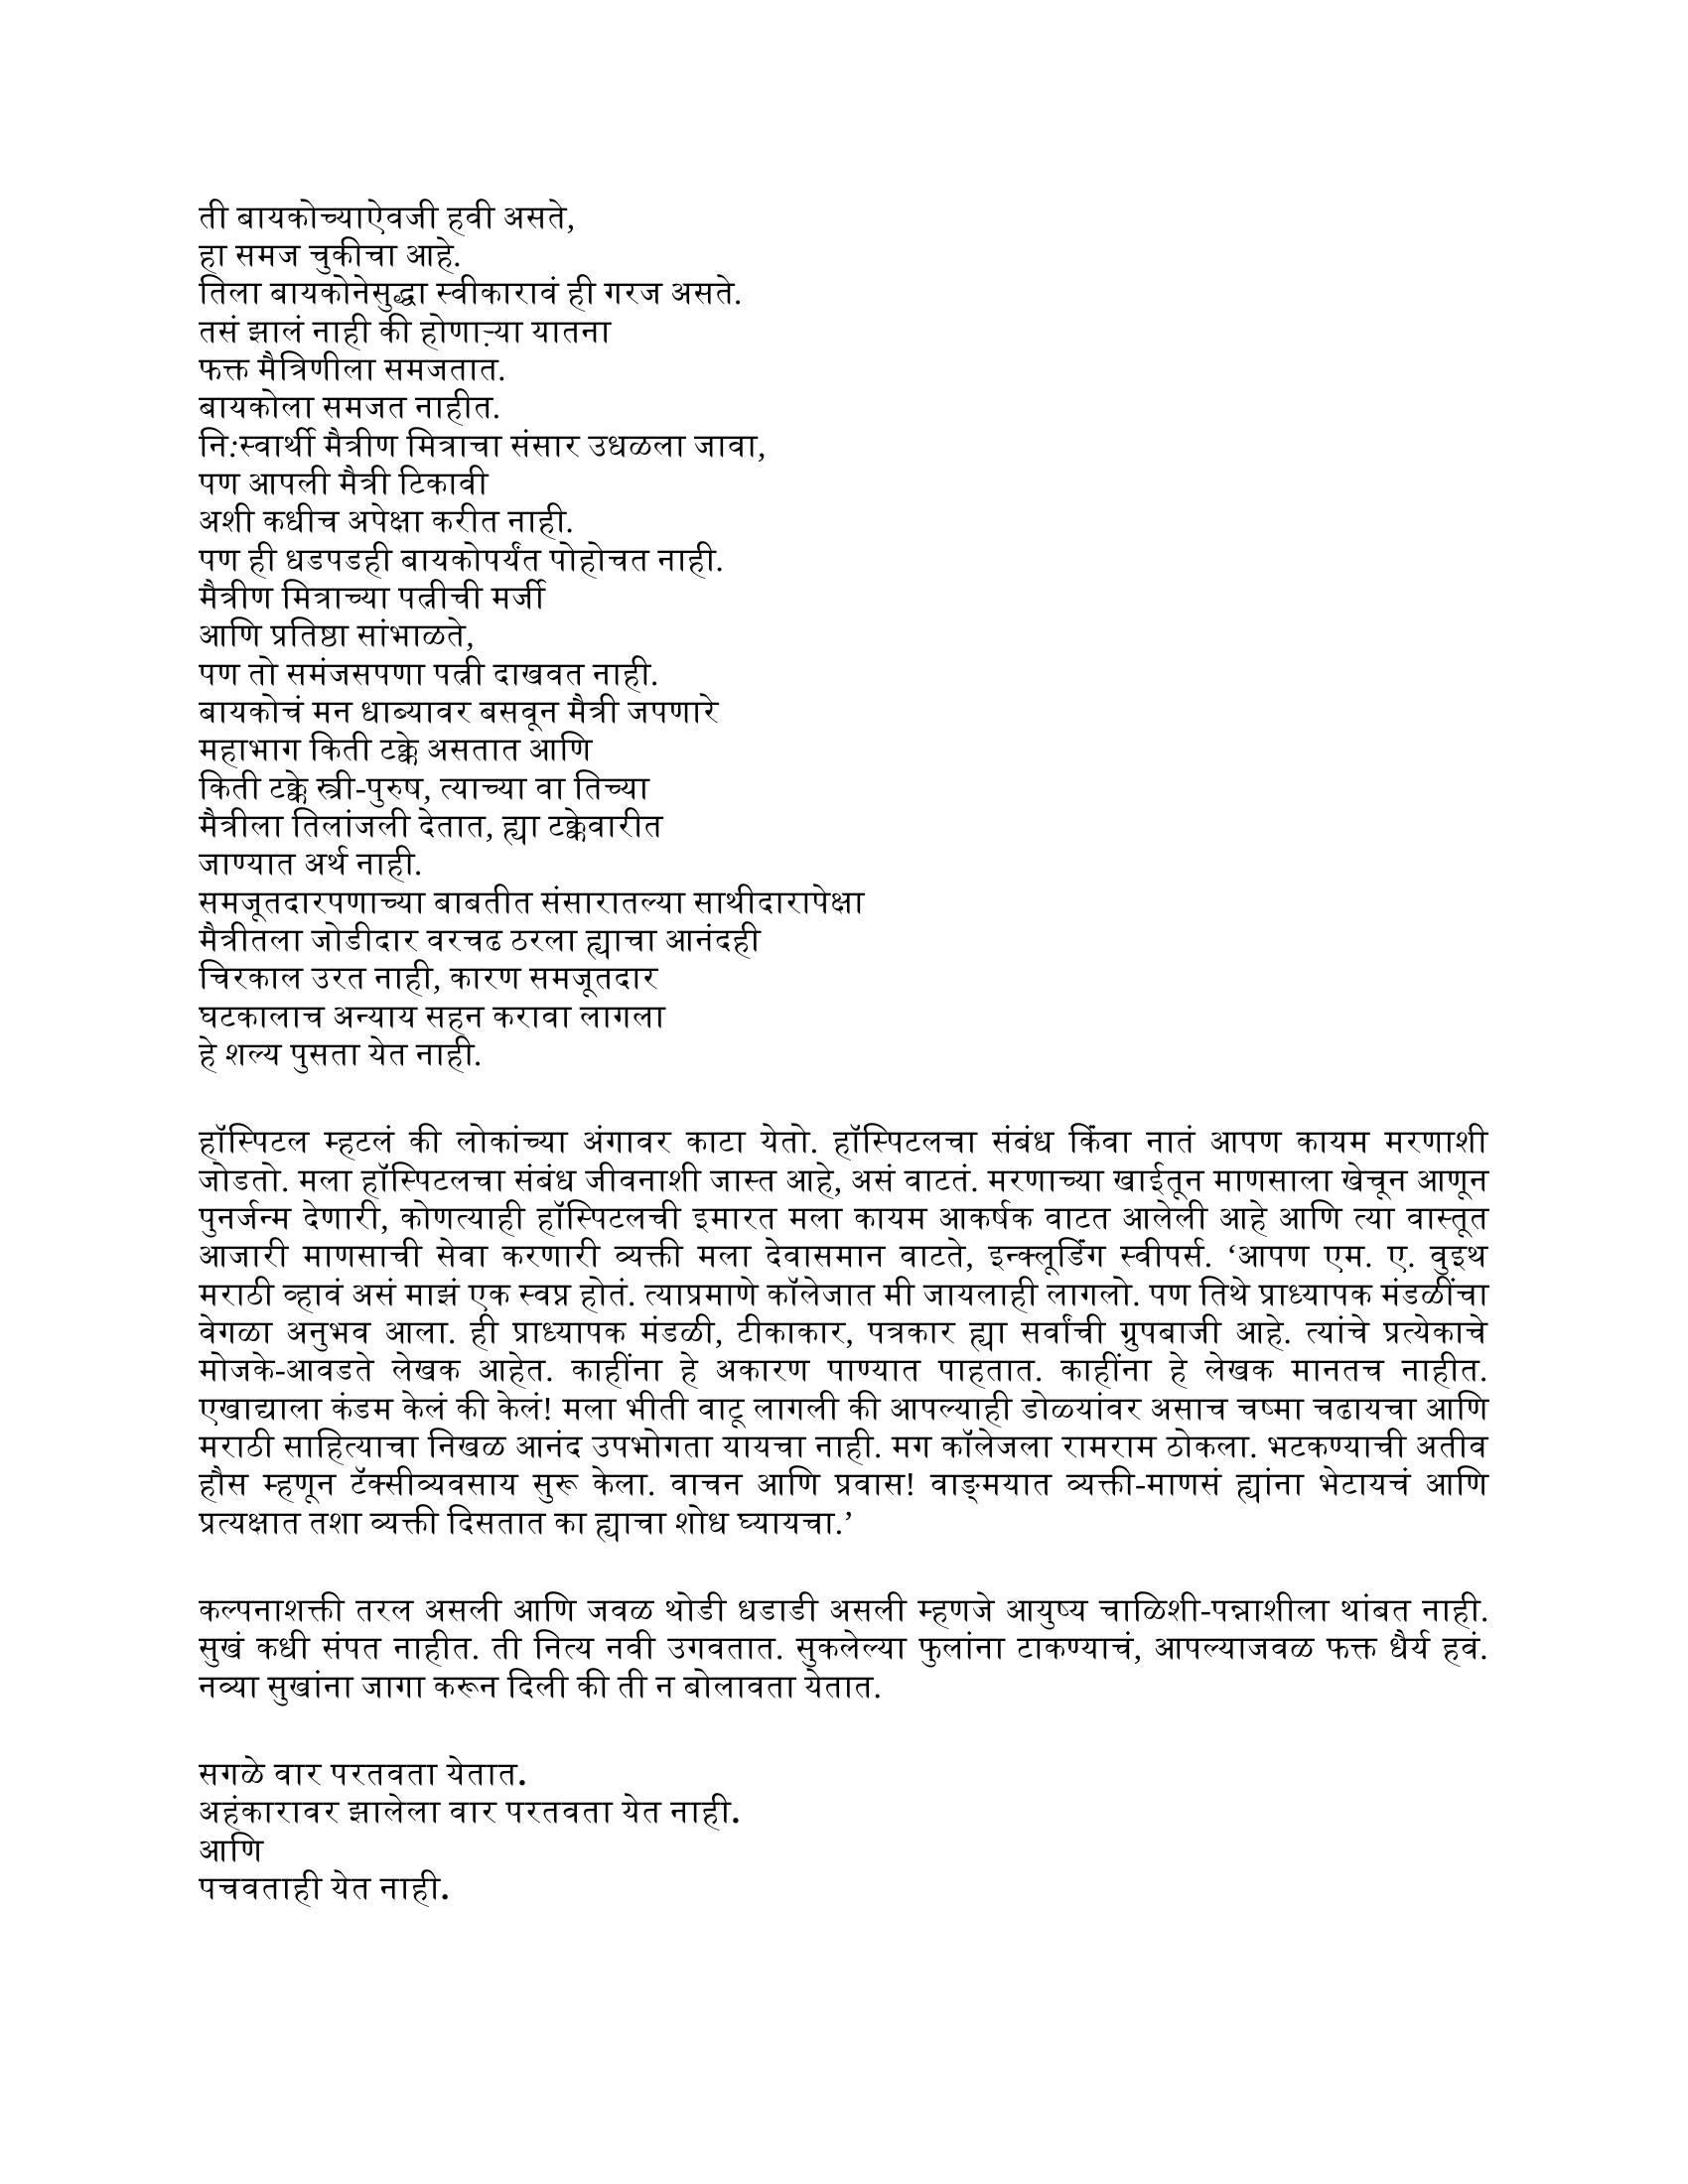 ती बायकोच्याऐवजी हवी असते,
हा समज चुकीचा आहे.
तिला बायकोनेसुद्धा स्वीकारावं ही गरज असते.
तसं झालं नाही की होणाऱ्या यातना
फक्त मैत्रिणीला समजतात.
बायकोला समजत नाहीत.
नि:स्वार्थी मैत्रीण मित्राचा संसार उधळला जावा,
पण आपली मैत्री टिकावी
अशी कधीच अपेक्षा करीत नाही.
पण ही धडपडही बायकोपर्यंत पोहोचत नाही.
मैत्रीण मित्राच्या पत्नीची मर्जी
आणि प्रतिष्ठा सांभाळते,
पण तो समंजसपणा पत्नी दाखवत नाही.
बायकोचं मन धाब्यावर बसवून मैत्री जपणारे
महाभाग किती टक्के असतात आणि
किती टक्के स्त्री-पुरुष, त्याच्या वा तिच्या
मैत्रीला तिलांजली देतात, ह्या टक्केवारीत
जाण्यात अर्थ नाही.
समजूतदारपणाच्या बाबतीत संसारातल्या साथीदारापेक्षा
मैत्रीतला जोडीदार वरचढ ठरला ह्याचा आनंदही
चिरकाल उरत नाही, कारण समजूतदार
घटकालाच अन्याय सहन करावा लागला
हे शल्य पुसता येत नाही.
हॉस्पिटल म्हटलं की लोकांच्या अंगावर काटा येतो. हॉस्पिटलचा संबंध किंवा नातं आपण कायम मरणाशी
जोडतो. मला हॉस्पिटलचा संबंध जीवनाशी जास्त आहे, असं वाटतं. मरणाच्या खाईतून माणसाला खेचून आणून
पुनर्जन्म देणारी, कोणत्याही हॉस्पिटलची इमारत मला कायम आकर्षक वाटत आलेली आहे आणि त्या वास्तूत
आजारी माणसाची सेवा करणारी व्यक्ती मला देवासमान वाटते, इन्क्लूडिंग स्वीपर्स. ‘आपण एम. ए. वुइथ
मराठी व्हावं असं माझं एक स्वप्न होतं. त्याप्रमाणे कॉलेजात मी जायलाही लागलो. पण तिथे प्राध्यापक मंडळींचा
वेगळा अनुभव आला. ही प्राध्यापक मंडळी, टीकाकार, पत्रकार ह्या सर्वांची ग्रुपबाजी आहे. त्यांचे प्रत्येकाचे
मोजके-आवडते लेखक आहेत. काहींना हे अकारण पाण्यात पाहतात. काहींना हे लेखक मानतच नाहीत.
एखाद्याला कंडम केलं की केलं! मला भीती वाटू लागली की आपल्याही डोळ्यांवर असाच चष्मा चढायचा आणि
मराठी साहित्याचा निखळ आनंद उपभोगता यायचा नाही. मग कॉलेजला रामराम ठोकला. भटकण्याची अतीव
हौस म्हणून टॅक्सीव्यवसाय सुरू केला. वाचन आणि प्रवास! वाङ्मयात व्यक्ती-माणसं ह्यांना भेटायचं आणि
प्रत्यक्षात तशा व्यक्ती दिसतात का ह्याचा शोध घ्यायचा.’
कल्पनाशक्ती तरल असली आणि जवळ थोडी धडाडी असली म्हणजे आयुष्य चाळिशी-पन्नाशीला थांबत नाही.
सुखं कधी संपत नाहीत. ती नित्य नवी उगवतात. सुकलेल्या फुलांना टाकण्याचं, आपल्याजवळ फक्त धैर्य हवं.
नव्या सुखांना जागा करून दिली की ती न बोलावता येतात.
सगळे वार परतवता येतात.
अहंकारावर झालेला वार परतवता येत नाही.
आणि
पचवताही येत नाही.